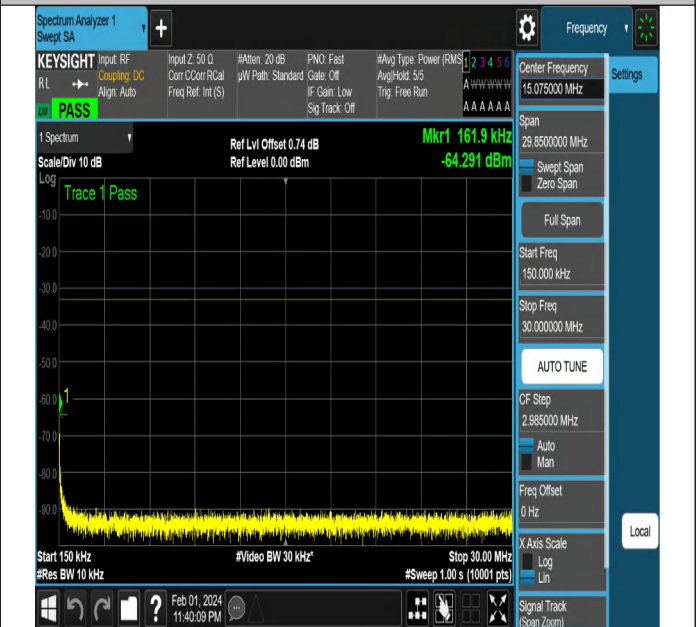 Spectrum Analyzer 1
Swept SA
Frequency
KEYSIGHT
Input: RF
Coupling: DC
Align: Auto
Input Z: 50 Ω
Corr CCorr RCal
Freq Ref: Int (S)
#Atten: 20 dB
µW Path: Standard
PNO: Fast
Gate: Off
IF Gain: Low
Sig Track: Off
#Avg Type: Power (RMS
Avg|Hold: 5/5
Trig: Free Run
1 2 3 4 5 6
A W W W W W
A A A A A A
R L
LXI
PASS
1 Spectrum
Scale/Div 10 dB
Ref Lvl Offset 0.74 dB
Ref Level 0.00 dBm
Mkr1 161.9 kHz
-64.291 dBm
Log
Trace 1 Pass
-10.0
-20.0
-30.0
-40.0
-50.0
-60.0
1
-70.0
-80.0
-90.0
Start 150 kHz
#Res BW 10 kHz
#Video BW 30 kHz*
Stop 30.00 MHz
#Sweep 1.00 s (10001 pts)
Feb 01, 2024
11:40:09 PM
Center Frequency
15.075000 MHz
Settings
Span
29.8500000 MHz
Swept Span
Zero Span
Full Span
Start Freq
150.000 kHz
Stop Freq
30.000000 MHz
AUTO TUNE
CF Step
2.985000 MHz
Auto
Man
Freq Offset
0 Hz
Local
X Axis Scale
Log
Lin
Signal Track
(Span Zoom)